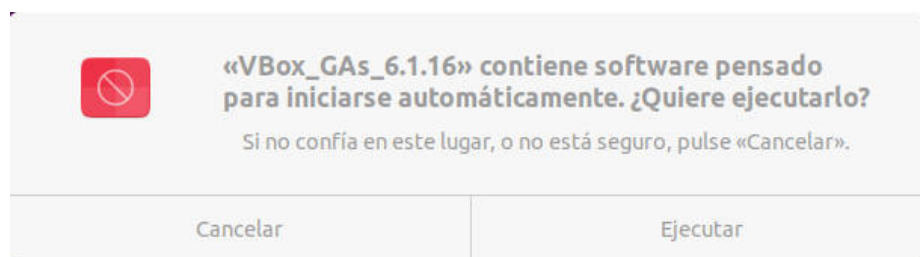 «VBox_GAs_6.1.16» contiene software pensado
para iniciarse automáticamente. ¿Quiere ejecutarlo?
Si no confía en este lugar, o no está seguro, pulse «Cancelar».
Cancelar
Ejecutar